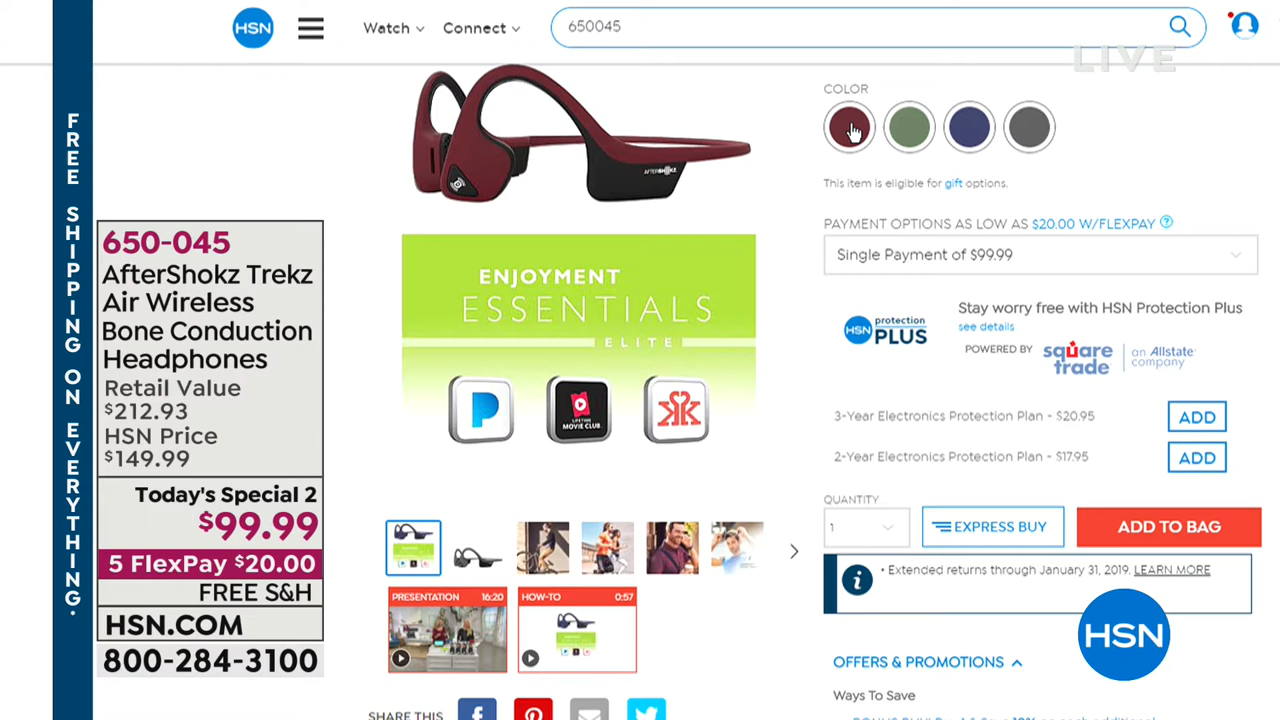 HSN
Watch
Connect
650045
LIVE
FREE SHIPPING ON EVERYTHING.
650-045
AfterShokz Trekz
Air Wireless
Bone Conduction
Headphones
Retail Value
$212.93
HSN Price
$149.99
Today's Special 2
$99.99
5 FlexPay $20.00
FREE S&H
HSN.COM
800-284-3100
AFTERSHOKZ
ENJOYMENT
ESSENTIALS
ELITE
P
LIFETIME
MOVIE CLUB
PRESENTATION 16:20
HOW-TO 0:57
SHARE THIS
COLOR
This item is eligible for gift options.
PAYMENT OPTIONS AS LOW AS $20.00 W/FLEXPAY ?
Single Payment of $99.99
HSN protection PLUS
Stay worry free with HSN Protection Plus
see details
POWERED BY square trade | an Allstate company
3-Year Electronics Protection Plan - $20.95 ADD
2-Year Electronics Protection Plan - $17.95 ADD
QUANTITY
1
EXPRESS BUY
ADD TO BAG
• Extended returns through January 31, 2019. LEARN MORE
HSN
OFFERS & PROMOTIONS
Ways To Save